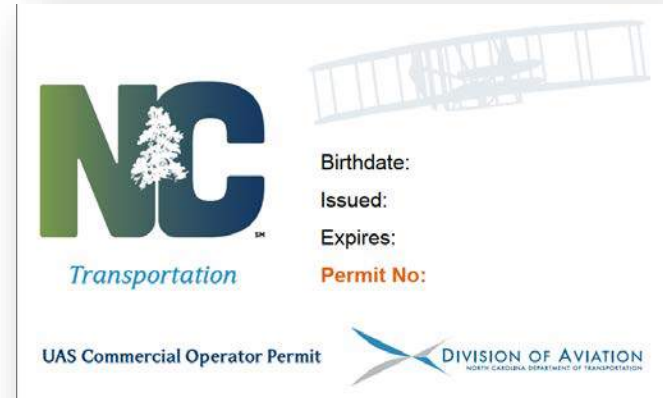 NC
SM
Transportation
Birthdate:
Issued:
Expires:
Permit No:
UAS Commercial Operator Permit
DIVISION OF AVIATION
NORTH CAROLINA DEPARTMENT OF TRANSPORTATION